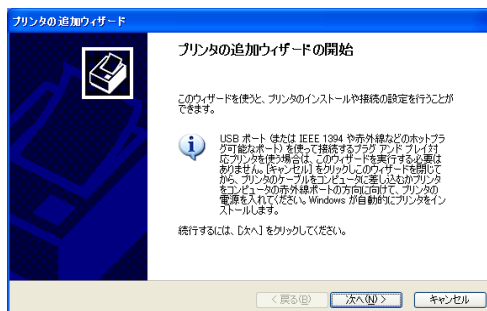 プリンタの追加ウィザード
プリンタの追加ウィザードの開始
このウィザードを使うと、プリンタのインストールや接続の設定を行うことが
できます。
USB ポート (または IEEE 1394 や赤外線などのホットプラ
グ可能なポート) を使って接続するプラグ アンド プレイ対
応プリンタを使う場合は、このウィザードを実行する必要は
ありません。[キャンセル] をクリックしこのウィザードを閉じて
から、プリンタのケーブルをコンピュータに差し込むかプリンタ
をコンピュータの赤外線ポートの方向に向けて、プリンタの
電源を入れてください。Windows が自動的にプリンタをイン
ストールします。
続行するには、[次へ] をクリックしてください。
< 戻る(B)
次へ(N) >
キャンセル